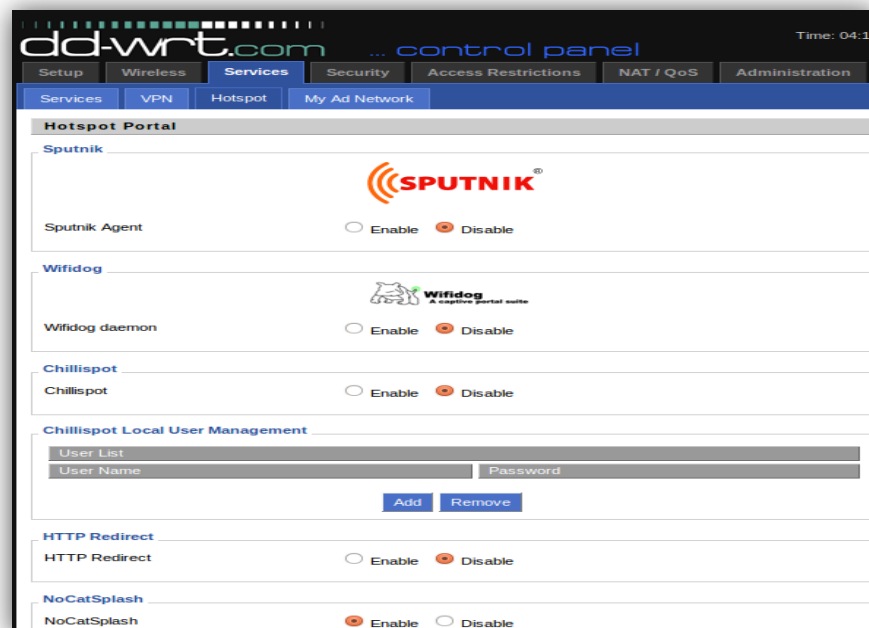 dd-wrt.com ... control panel
Time: 04:1
Setup Wireless Services Security Access Restrictions NAT / QoS Administration
Services VPN Hotspot My Ad Network
Hotspot Portal
Sputnik
((SPUTNIK®
Sputnik Agent Enable Disable
Wifidog
Wifidog
A captive portal suite
Wifidog daemon Enable Disable
Chillispot
Chillispot Enable Disable
Chillispot Local User Management
User List
User Name Password
Add Remove
HTTP Redirect
HTTP Redirect Enable Disable
NoCatSplash
NoCatSplash Enable Disable